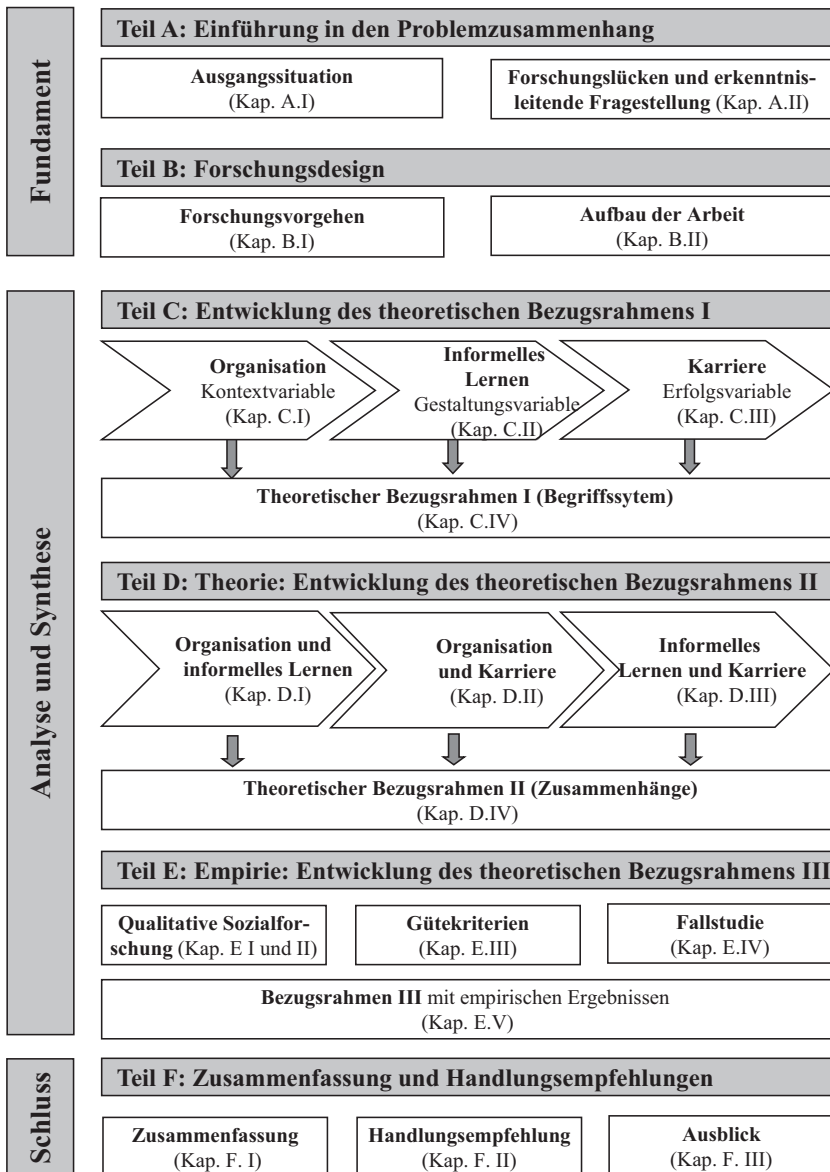 Fundament
Teil A: Einführung in den Problemzusammenhang
Ausgangssituation
(Kap. A.I)
Forschungslücken und erkenntnis-
leitende Fragestellung (Kap. A.II)
Teil B: Forschungsdesign
Forschungsvorgehen
(Kap. B.I)
Aufbau der Arbeit
(Kap. B.II)
Analyse und Synthese
Teil C: Entwicklung des theoretischen Bezugsrahmens I
Organisation
Kontextvariable
(Kap. C.I)
Informelles
Lernen
Gestaltungsvariable
(Kap. C.II)
Karriere
Erfolgsvariable
(Kap. C.III)
Theoretischer Bezugsrahmen I (Begriffssytem)
(Kap. C.IV)
Teil D: Theorie: Entwicklung des theoretischen Bezugsrahmens II
Organisation und
informelles Lernen
(Kap. D.I)
Organisation
und Karriere
(Kap. D.II)
Informelles
Lernen und Karriere
(Kap. D.III)
Theoretischer Bezugsrahmen II (Zusammenhänge)
(Kap. D.IV)
Teil E: Empirie: Entwicklung des theoretischen Bezugsrahmens III
Qualitative Sozialfor-
schung (Kap. E I und II)
Gütekriterien
(Kap. E.III)
Fallstudie
(Kap. E.IV)
Bezugsrahmen III mit empirischen Ergebnissen
(Kap. E.V)
Schluss
Teil F: Zusammenfassung und Handlungsempfehlungen
Zusammenfassung
(Kap. F. I)
Handlungsempfehlung
(Kap. F. II)
Ausblick
(Kap. F. III)